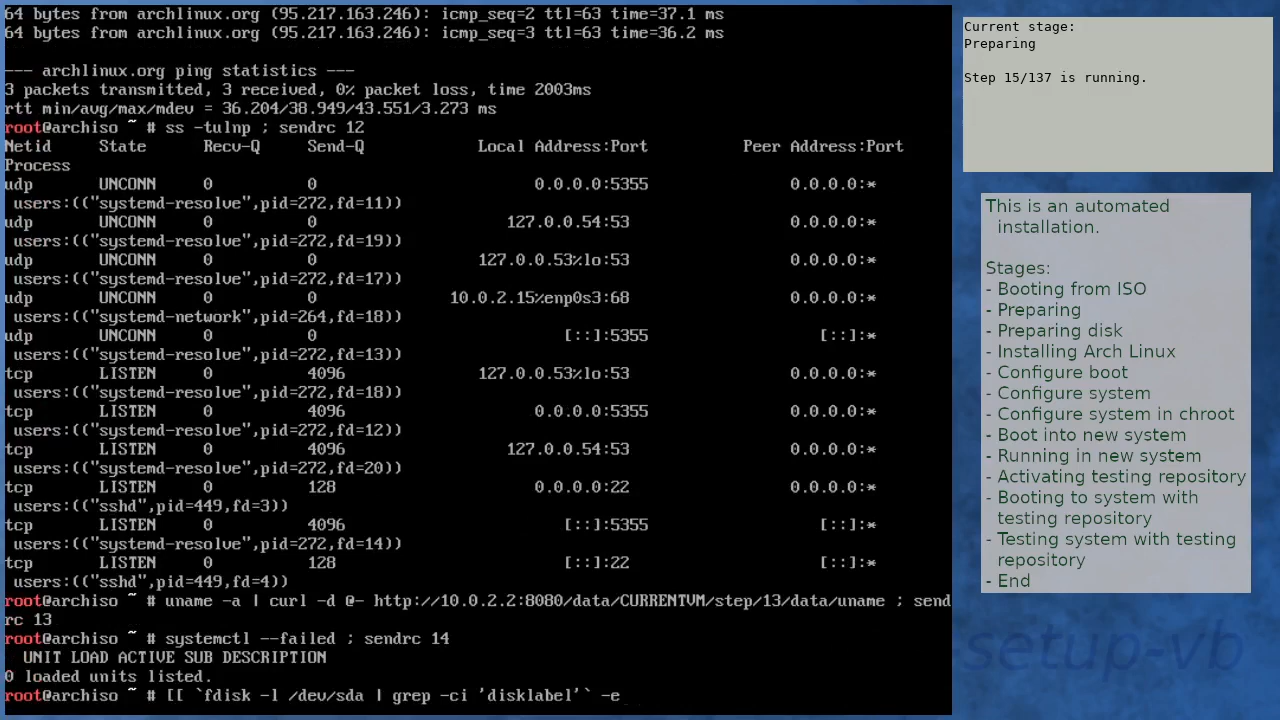 64 bytes from archlinux.org (95.217.163.246): icmp_seq=2 ttl=63 time=37.1 ms
64 bytes from archlinux.org (95.217.163.246): icmp_seq=3 ttl=63 time=36.2 ms
--- archlinux.org ping statistics ---
3 packets transmitted, 3 received, 0% packet loss, time 2003ms
rtt min/avg/max/mdev = 36.204/38.949/43.551/3.273 ms
root@archiso ~ # ss -tulnp ; sendrc 12
Netid State Recv-Q Send-Q Local Address:Port Peer Address:Port
Process
udp UNCONN 0 0 0.0.0.0:5355 0.0.0.0:*
users:(("systemd-resolve",pid=272,fd=11))
udp UNCONN 0 0 127.0.0.54:53 0.0.0.0:*
users:(("systemd-resolve",pid=272,fd=19))
udp UNCONN 0 0 127.0.0.53%lo:53 0.0.0.0:*
users:(("systemd-resolve",pid=272,fd=17))
udp UNCONN 0 0 10.0.2.15%enp0s3:68 0.0.0.0:*
users:(("systemd-network",pid=264,fd=18))
udp UNCONN 0 0 [::]:5355 [::]:*
users:(("systemd-resolve",pid=272,fd=13))
tcp LISTEN 0 4096 127.0.0.53%lo:53 0.0.0.0:*
users:(("systemd-resolve",pid=272,fd=18))
tcp LISTEN 0 4096 0.0.0.0:5355 0.0.0.0:*
users:(("systemd-resolve",pid=272,fd=12))
tcp LISTEN 0 4096 127.0.0.54:53 0.0.0.0:*
users:(("systemd-resolve",pid=272,fd=20))
tcp LISTEN 0 128 0.0.0.0:22 0.0.0.0:*
users:(("sshd",pid=449,fd=3))
tcp LISTEN 0 4096 [::]:5355 [::]:*
users:(("systemd-resolve",pid=272,fd=14))
tcp LISTEN 0 128 [::]:22 [::]:*
users:(("sshd",pid=449,fd=4))
root@archiso ~ # uname -a | curl -d @- http://10.0.2.2:8080/data/CURRENTVM/step/13/data/uname ; send
rc 13
root@archiso ~ # systemctl --failed ; sendrc 14
UNIT LOAD ACTIVE SUB DESCRIPTION
0 loaded units listed.
root@archiso ~ # [[ `fdisk -l /dev/sda | grep -ci 'disklabel'` -e
Current stage:
Preparing
Step 15/137 is running.
This is an automated
installation.
Stages:
- Booting from ISO
- Preparing
- Preparing disk
- Installing Arch Linux
- Configure boot
- Configure system
- Configure system in chroot
- Boot into new system
- Running in new system
- Activating testing repository
- Booting to system with
testing repository
- Testing system with testing
repository
- End
setup-vb